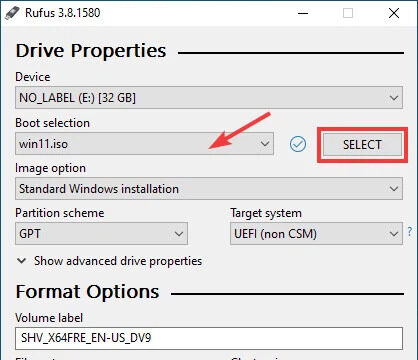 Rufus 3.8.1580
Drive Properties
Device
NO_LABEL (E:) [32 GB]
Boot selection
win11.iso
SELECT
Image option
Standard Windows installation
Partition scheme
Target system
GPT
UEFI (non CSM)
?
Show advanced drive properties
Format Options
Volume label
SHV_X64FRE_EN-US_DV9